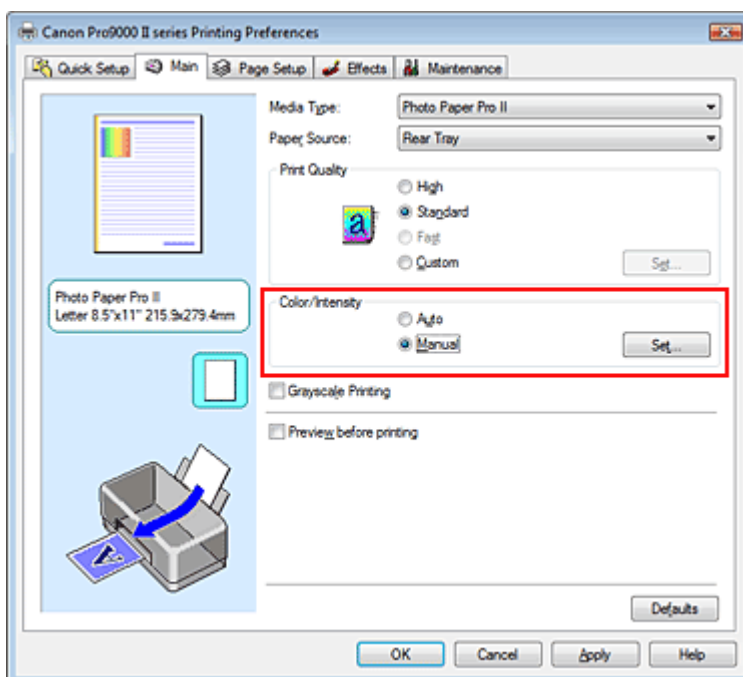 Canon Pro9000 II series Printing Preferences
Quick Setup Main Page Setup Effects Maintenance
Media Type: Photo Paper Pro II
Paper Source: Rear Tray
Print Quality
High
a Standard
Fast
Custom Set...
Photo Paper Pro II
Letter 8.5"x11" 215.9x279.4mm
Color/Intensity
Auto
Manual Set...
Grayscale Printing
Preview before printing
A
Defaults
OK Cancel Apply Help